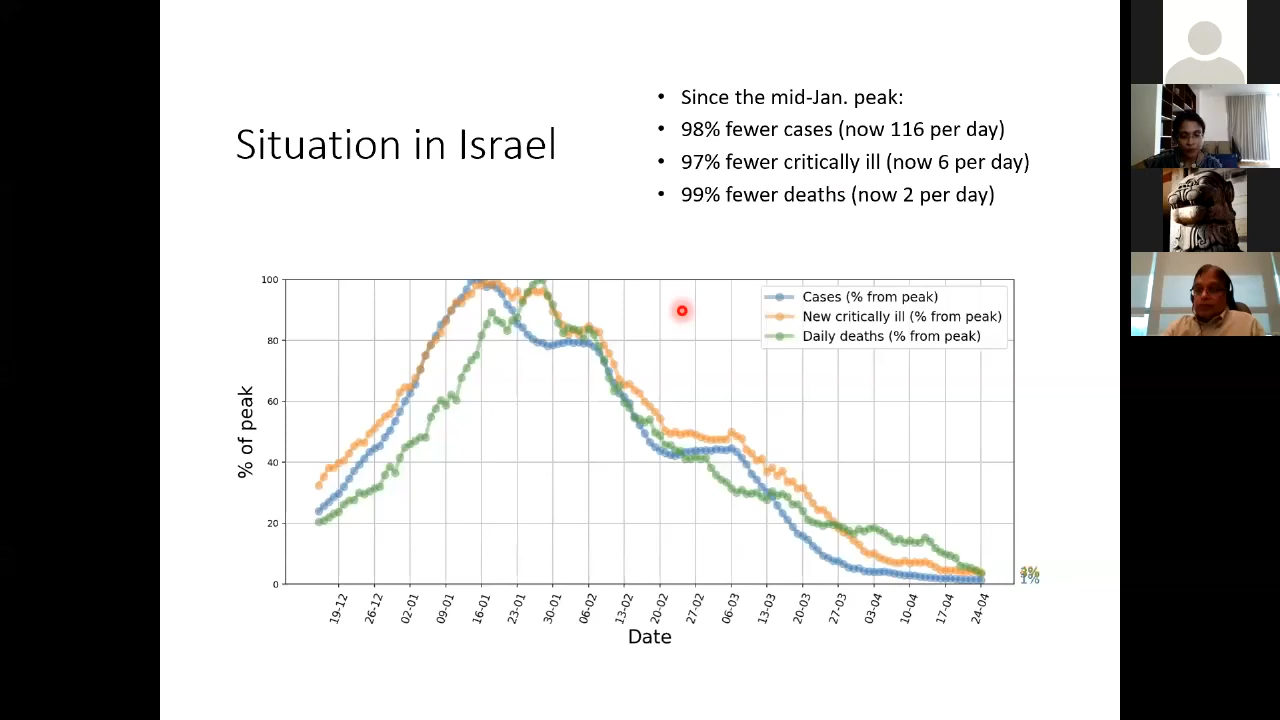 Situation in Israel
• Since the mid-Jan. peak:
• 98% fewer cases (now 116 per day)
• 97% fewer critically ill (now 6 per day)
• 99% fewer deaths (now 2 per day)
Cases (% from peak)
New critically ill (% from peak)
Daily deaths (% from peak)
% of peak
100
80
60
40
20
0
1%
19-12 26-12 02-01 09-01 16-01 23-01 30-01 06-02 13-02 20-02 27-02 06-03 13-03 20-03 27-03 03-04 10-04 17-04 24-04
Date